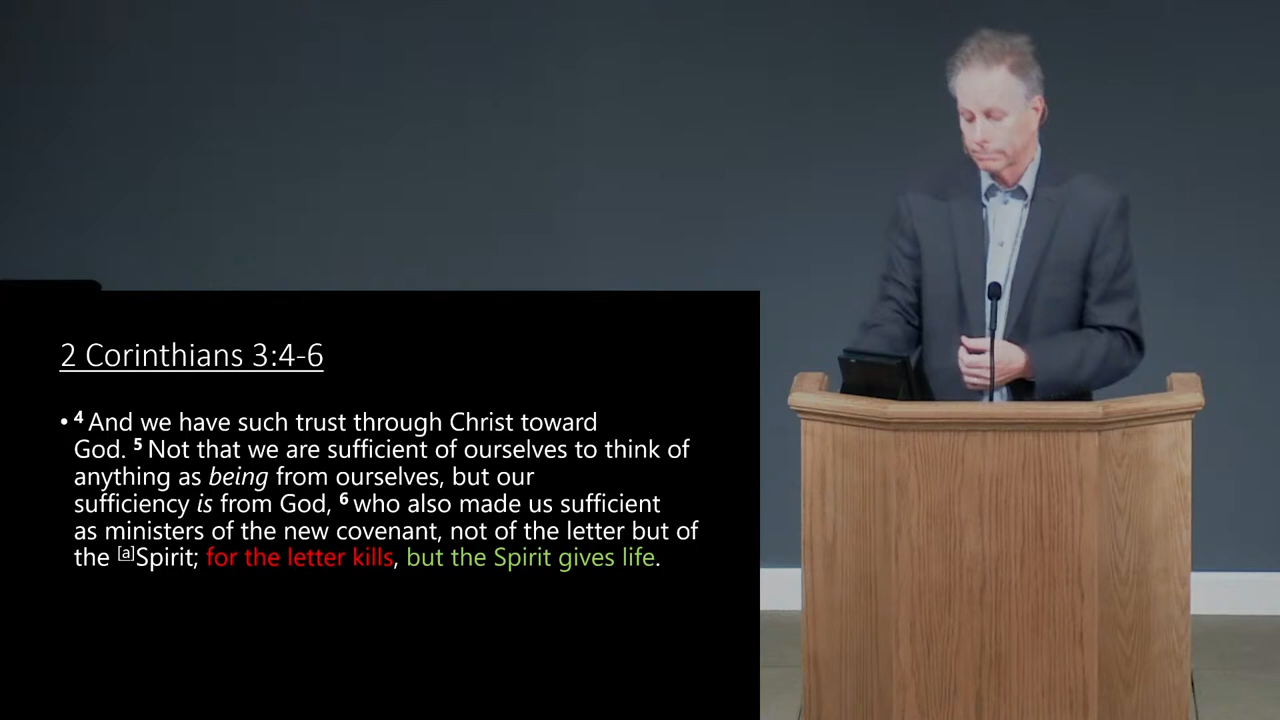 2 Corinthians 3:4-6
• 4 And we have such trust through Christ toward
God. 5 Not that we are sufficient of ourselves to think of
anything as being from ourselves, but our
sufficiency is from God, 6 who also made us sufficient
as ministers of the new covenant, not of the letter but of
the [a]Spirit; for the letter kills, but the Spirit gives life.